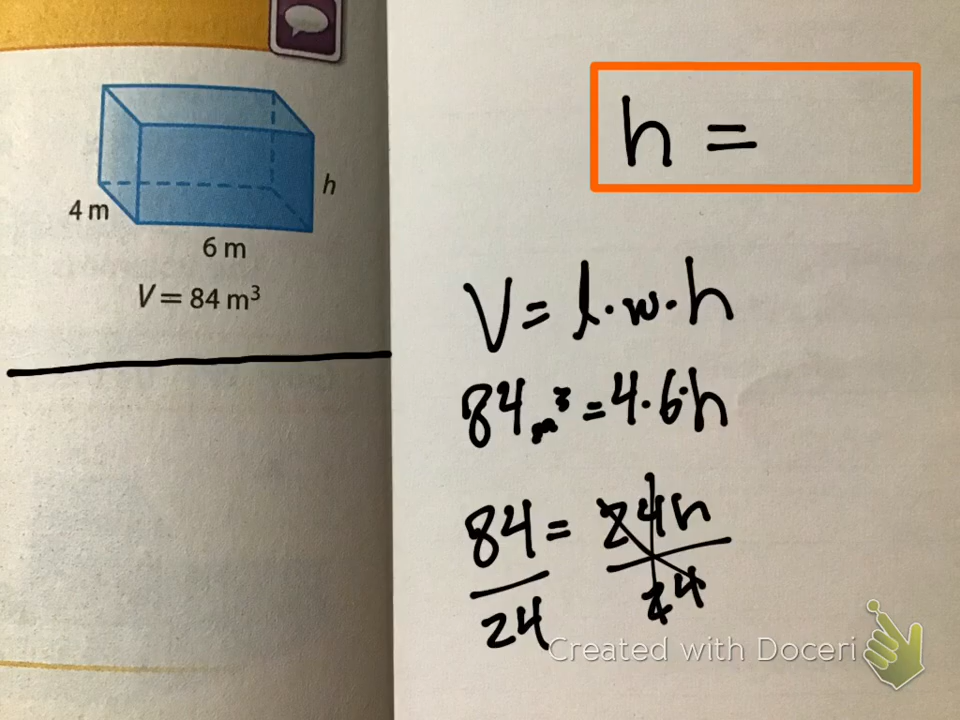 h
4 m
6 m
V = 84 m³
h =
V = l · w · h
84 m³ = 4 · 6 · h
84 = 24h
24 24
Created with Doceri